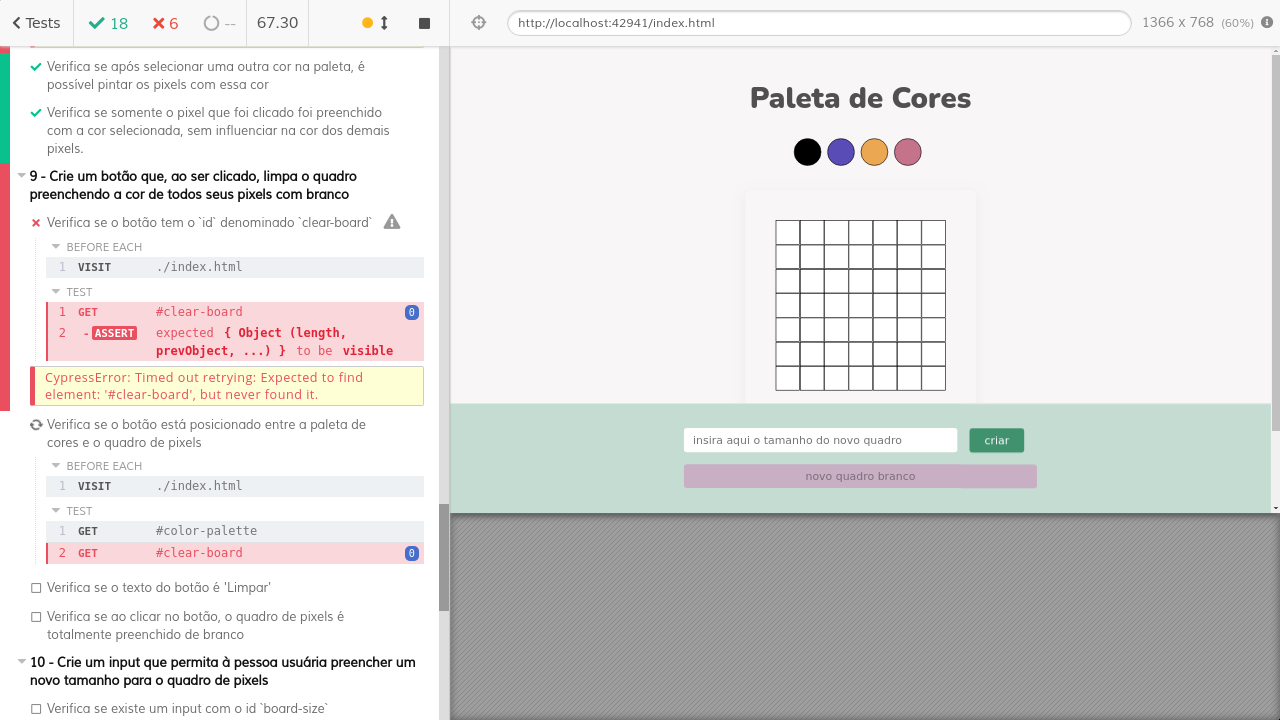 Tests
18
6
--
67.30
http://localhost:42941/index.html
1366 x 768 (60%)
Verifica se após selecionar uma outra cor na paleta, é
possível pintar os pixels com essa cor
Verifica se somente o pixel que foi clicado foi preenchido
com a cor selecionada, sem influenciar na cor dos demais
pixels.
9 - Crie um botão que, ao ser clicado, limpa o quadro
preenchendo a cor de todos seus pixels com branco
Verifica se o botão tem o `id` denominado `clear-board`
BEFORE EACH
1 VISIT ./index.html
TEST
1 GET #clear-board 0
2 -ASSERT expected { Object (length,
prevObject, ...) } to be visible
CypressError: Timed out retrying: Expected to find
element: '#clear-board', but never found it.
Verifica se o botão está posicionado entre a paleta de
cores e o quadro de pixels
BEFORE EACH
1 VISIT ./index.html
TEST
1 GET #color-palette
2 GET #clear-board 0
Verifica se o texto do botão é 'Limpar'
Verifica se ao clicar no botão, o quadro de pixels é
totalmente preenchido de branco
10 - Crie um input que permita à pessoa usuária preencher um
novo tamanho para o quadro de pixels
Verifica se existe um input com o id `board-size`
Paleta de Cores
insira aqui o tamanho do novo quadro
criar
novo quadro branco